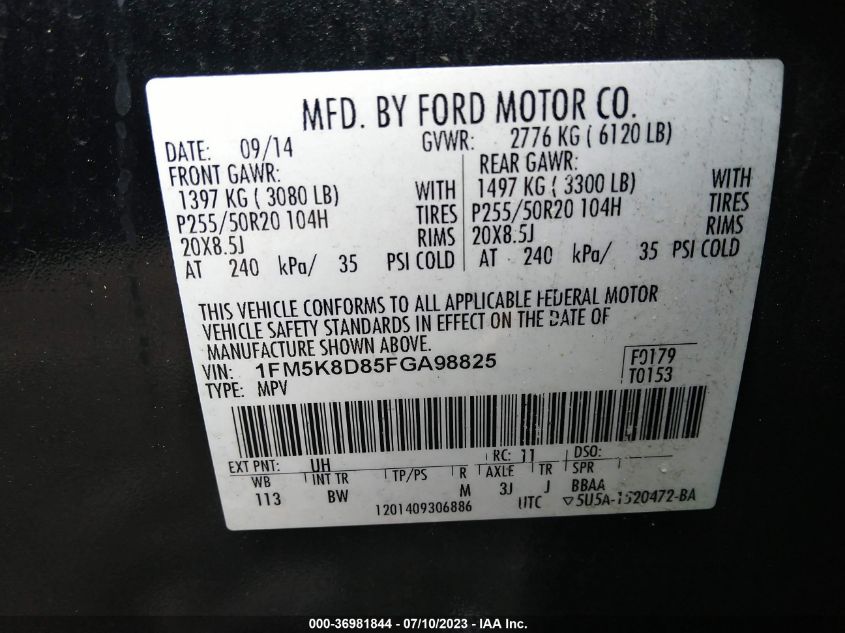 MFD. BY FORD MOTOR CO.
DATE: 09/14 GVWR: 2776 KG ( 6120 LB)
FRONT GAWR: REAR GAWR:
1397 KG ( 3080 LB) WITH 1497 KG ( 3300 LB) WITH
P255/50R20 104H TIRES P255/50R20 104H TIRES
20X8.5J RIMS 20X8.5J RIMS
AT 240 kPa/ 35 PSI COLD AT 240 kPa/ 35 PSI COLD
THIS VEHICLE CONFORMS TO ALL APPLICABLE FEDERAL MOTOR
VEHICLE SAFETY STANDARDS IN EFFECT ON THE DATE OF
MANUFACTURE SHOWN ABOVE.
VIN: 1FM5K8D85FGA98825 F0179
TYPE: MPV T0153
EXT PNT: UH RC: 11 DSO:
WB INT TR TP/PS R AXLE TR SPR
113 BW M 3J J BBAA
1201409306886 UTC ▽5U5A-1520472-BA
000-36981844 - 07/10/2023 - IAA Inc.